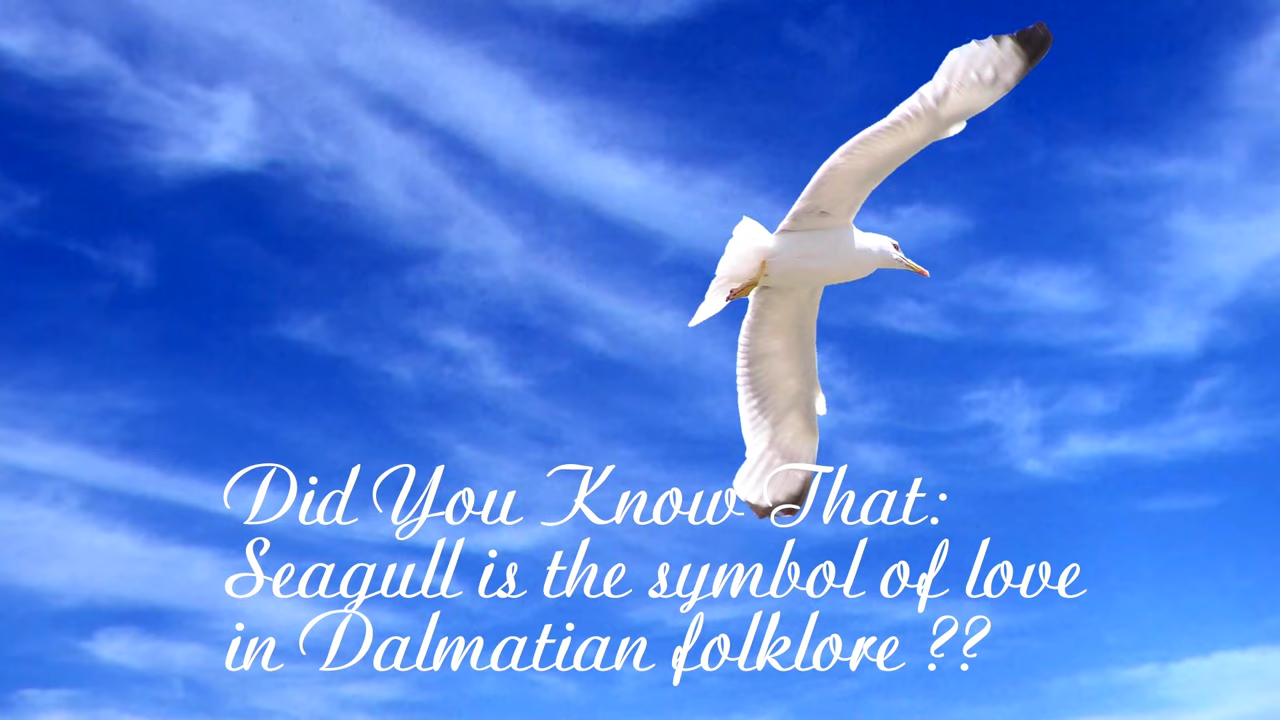 Did You Know That:
Seagull is the symbol of love
in Dalmatian folklore ??